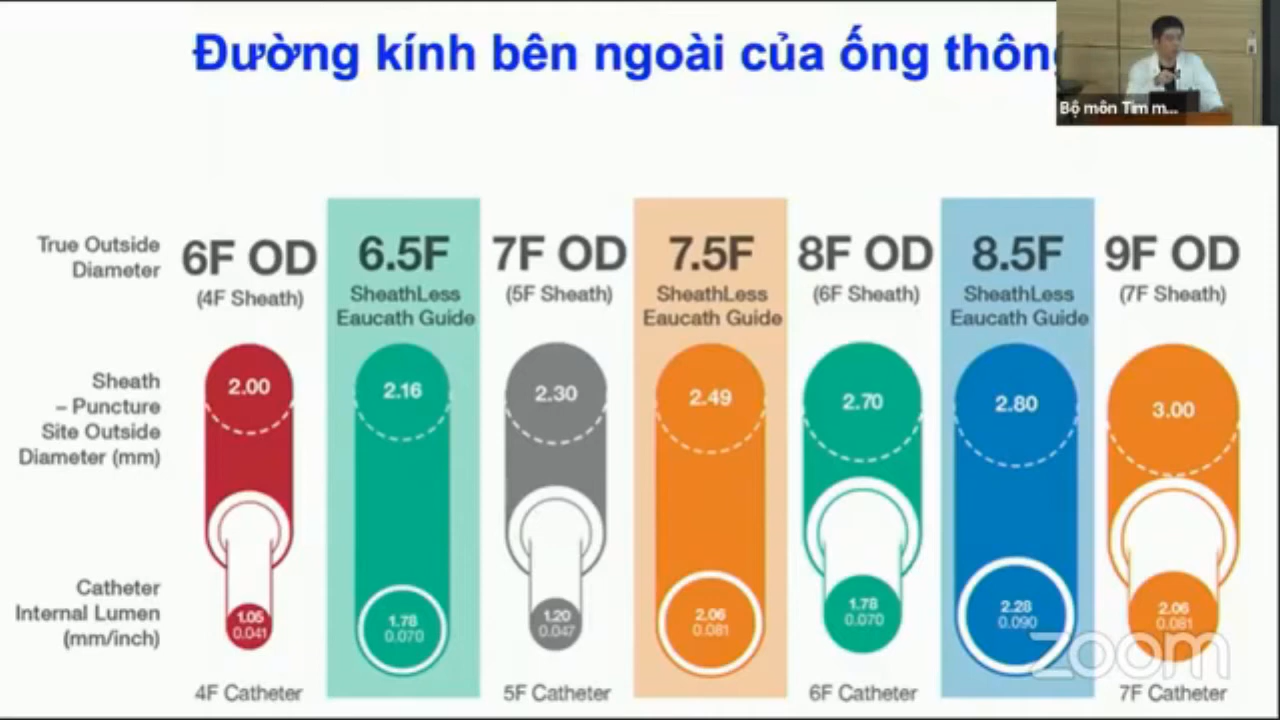 Đường kính bên ngoài của ống thông
Bộ môn Tim m...
True Outside
Diameter
6F OD
(4F Sheath)
6.5F
SheathLess
Eaucath Guide
7F OD
(5F Sheath)
7.5F
SheathLess
Eaucath Guide
8F OD
(6F Sheath)
8.5F
SheathLess
Eaucath Guide
9F OD
(7F Sheath)
Sheath
– Puncture
Site Outside
Diameter (mm)
2.00
2.16
2.30
2.49
2.70
2.80
3.00
Catheter
Internal Lumen
(mm/inch)
1.05
0.041
1.78
0.070
1.20
0.047
2.06
0.081
1.78
0.070
2.28
0.090
2.06
0.081
zoom
4F Catheter
5F Catheter
6F Catheter
7F Catheter